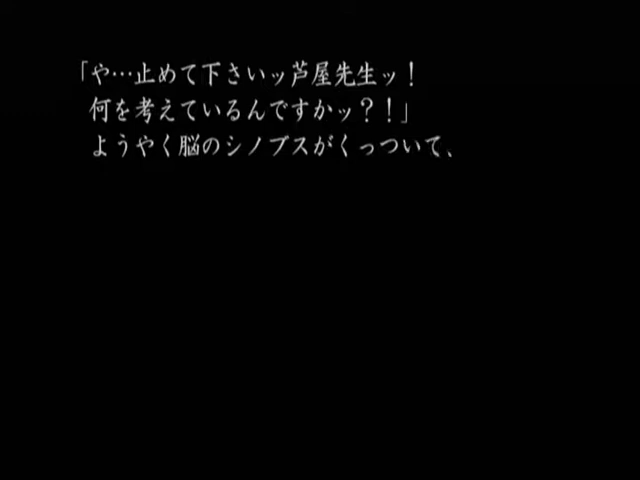 「や…止めて下さいッ芦屋先生ッ！
何を考えているんですかッ？！」
ようやく脳のシノブスがくっついて、